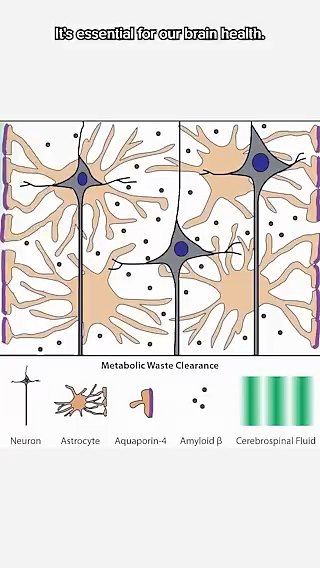 It's essential for our brain health.
Metabolic Waste Clearance
Neuron Astrocyte Aquaporin-4 Amyloid β Cerebrospinal Fluid